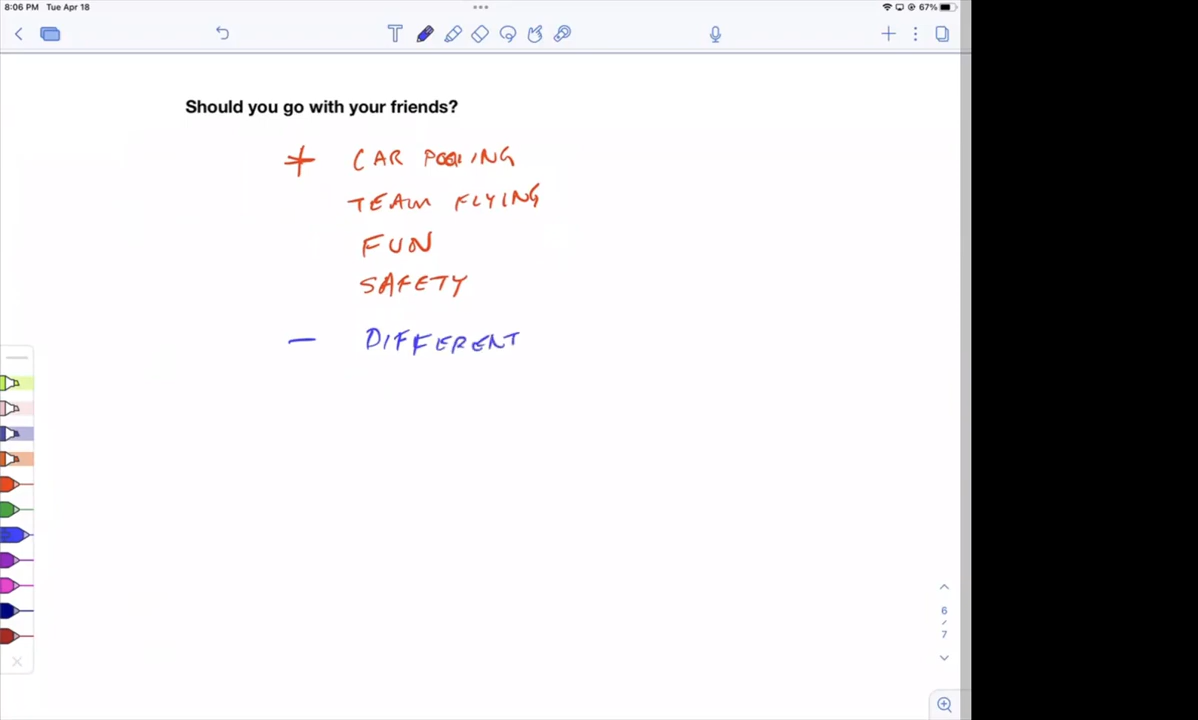 8:06 PM Tue Apr 18
67%
Should you go with your friends?
+ CAR POOLING
TEAM FLYING
FUN
SAFETY
— DIFFERENT
6
/
7